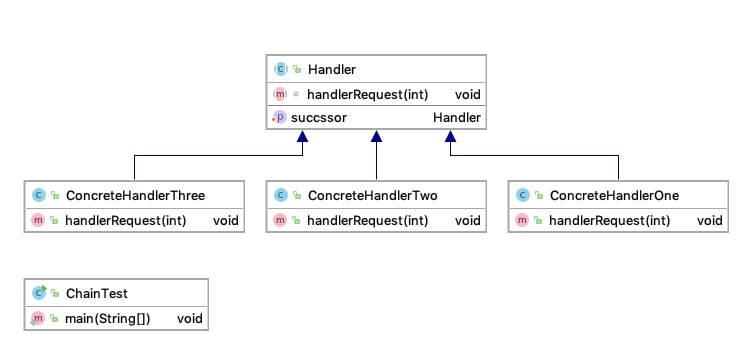 Handler
handlerRequest(int) void
succssor Handler
ConcreteHandlerThree
handlerRequest(int) void
ConcreteHandlerTwo
handlerRequest(int) void
ConcreteHandlerOne
handlerRequest(int) void
ChainTest
main(String[]) void